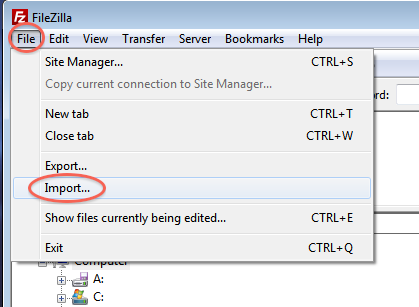 FileZilla
File Edit View Transfer Server Bookmarks Help
Site Manager... CTRL+S
Copy current connection to Site Manager...
New tab CTRL+T
Close tab CTRL+W
Export...
Import...
Show files currently being edited... CTRL+E
Exit CTRL+Q
Computer
A:
C: